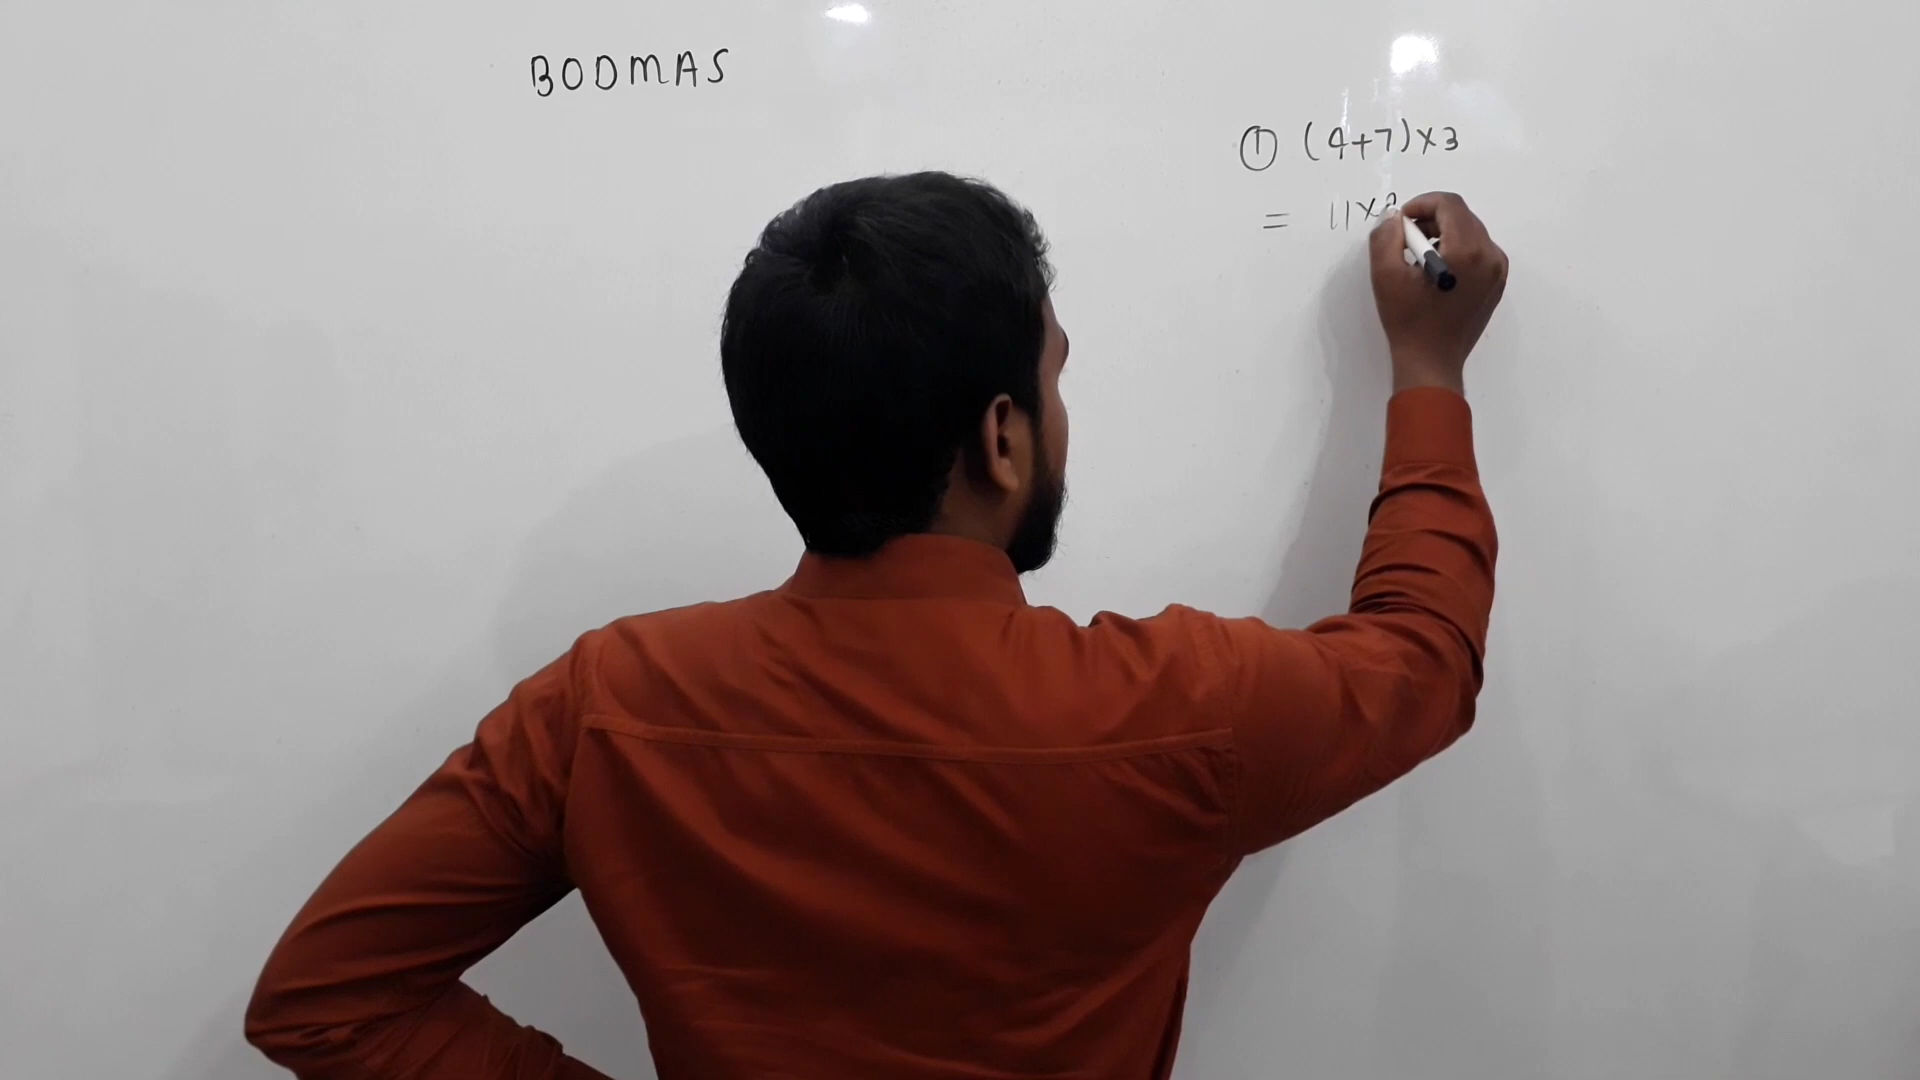 BODMAS
① (4+7)×3
= 11×3